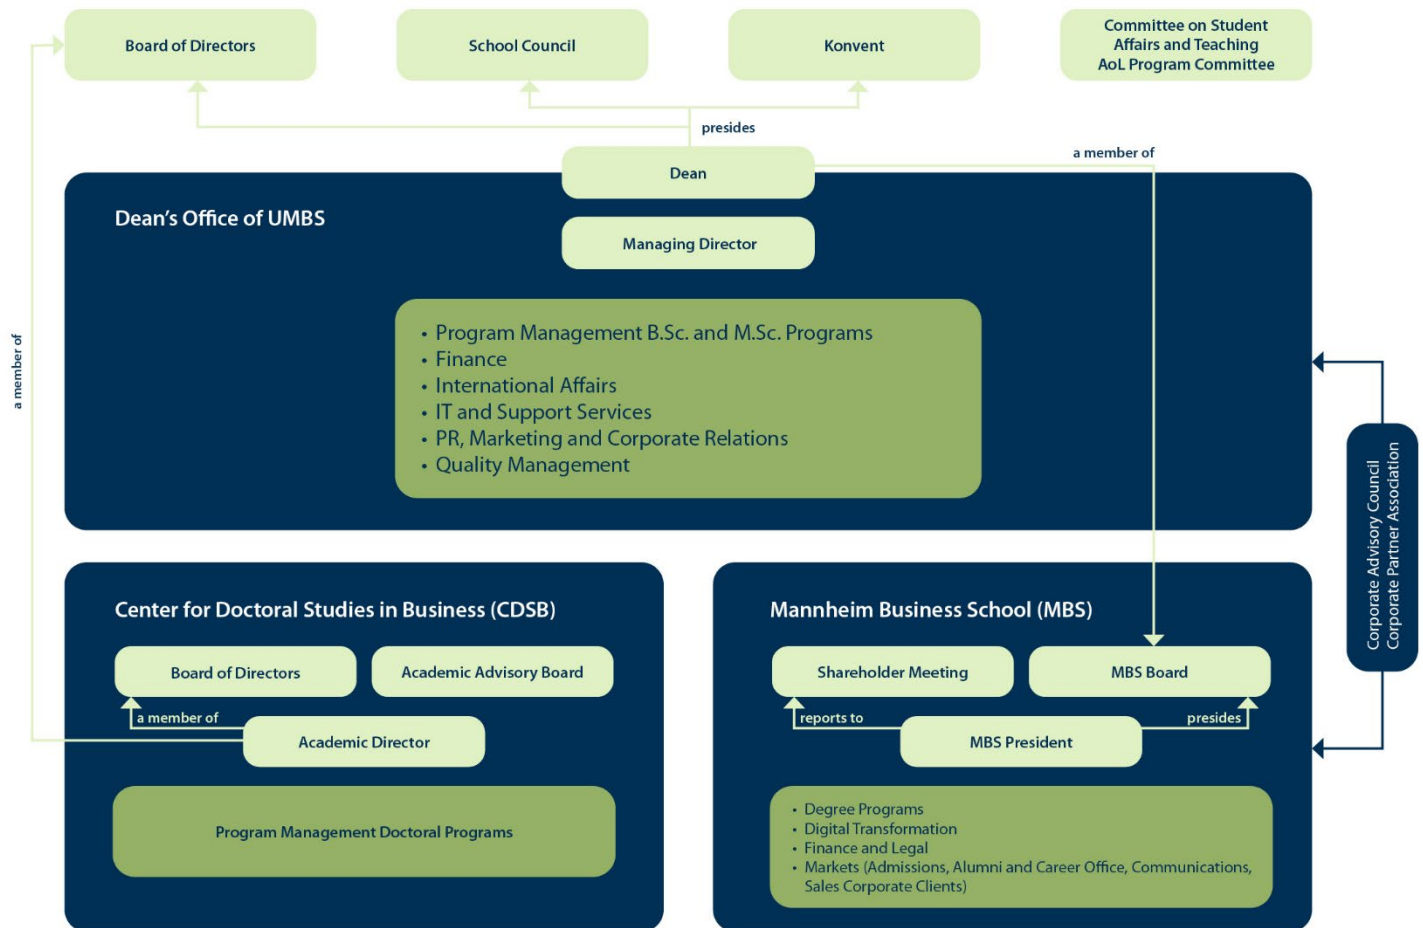 Board of Directors
School Council
Konvent
Committee on Student
Affairs and Teaching
AoL Program Committee
presides
a member of
Dean
Dean’s Office of UMBS
Managing Director
• Program Management B.Sc. and M.Sc. Programs
• Finance
• International Affairs
• IT and Support Services
• PR, Marketing and Corporate Relations
• Quality Management
a member of
Corporate Advisory Council
Corporate Partner Association
Center for Doctoral Studies in Business (CDSB)
Board of Directors
Academic Advisory Board
a member of
Academic Director
Program Management Doctoral Programs
Mannheim Business School (MBS)
Shareholder Meeting
MBS Board
reports to
presides
MBS President
• Degree Programs
• Digital Transformation
• Finance and Legal
• Markets (Admissions, Alumni and Career Office, Communications,
Sales Corporate Clients)